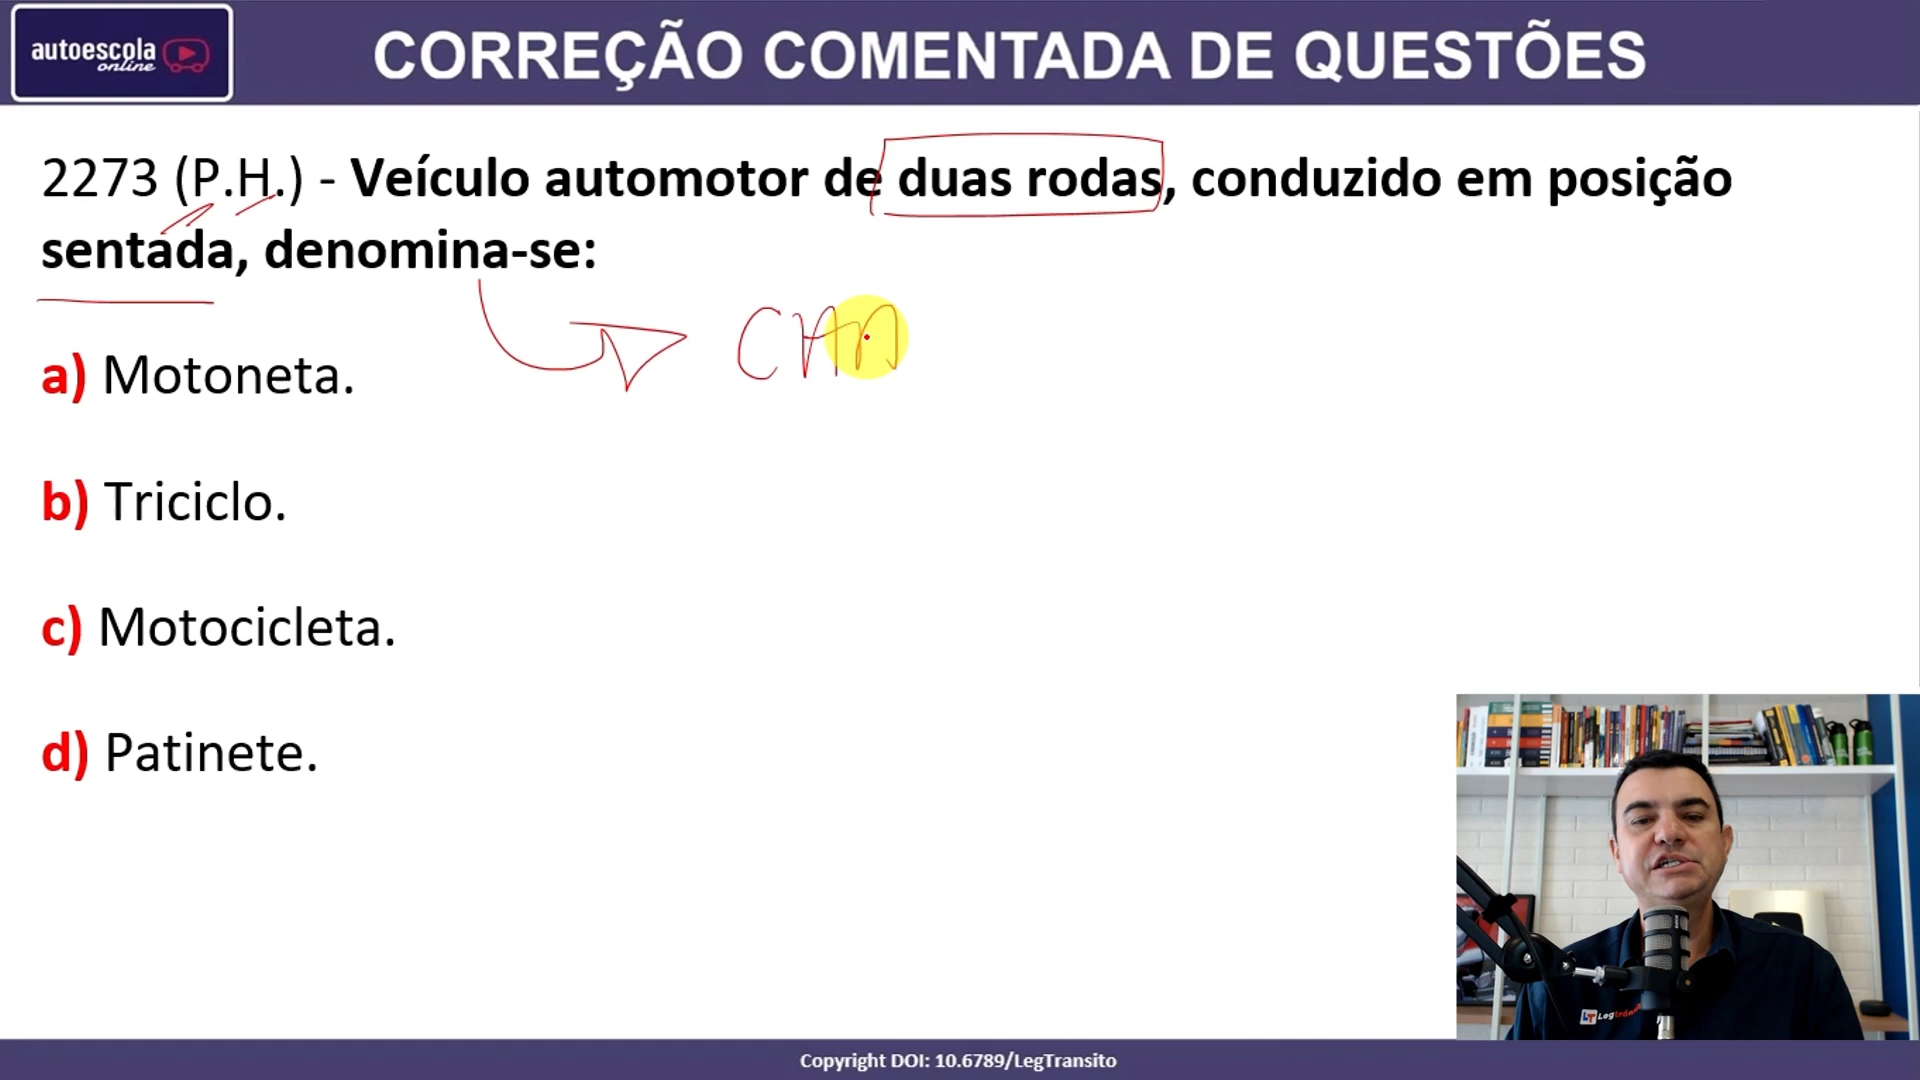 autoescola
online
CORREÇÃO COMENTADA DE QUESTÕES
2273 (P.H.) - Veículo automotor de duas rodas, conduzido em posição
sentada, denomina-se:
a) Motoneta.
b) Triciclo.
c) Motocicleta.
d) Patinete.
Legtrânsito
Copyright DOI: 10.6789/LegTransito